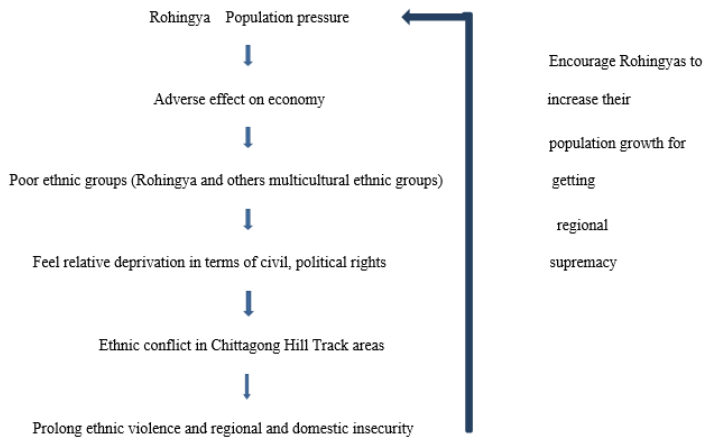 Rohingya Population pressure
Adverse effect on economy
Poor ethnic groups (Rohingya and others multicultural ethnic groups)
Feel relative deprivation in terms of civil, political rights
Ethnic conflict in Chittagong Hill Track areas
Prolong ethnic violence and regional and domestic insecurity
Encourage Rohingyas to
increase their
population growth for
getting
regional
supremacy